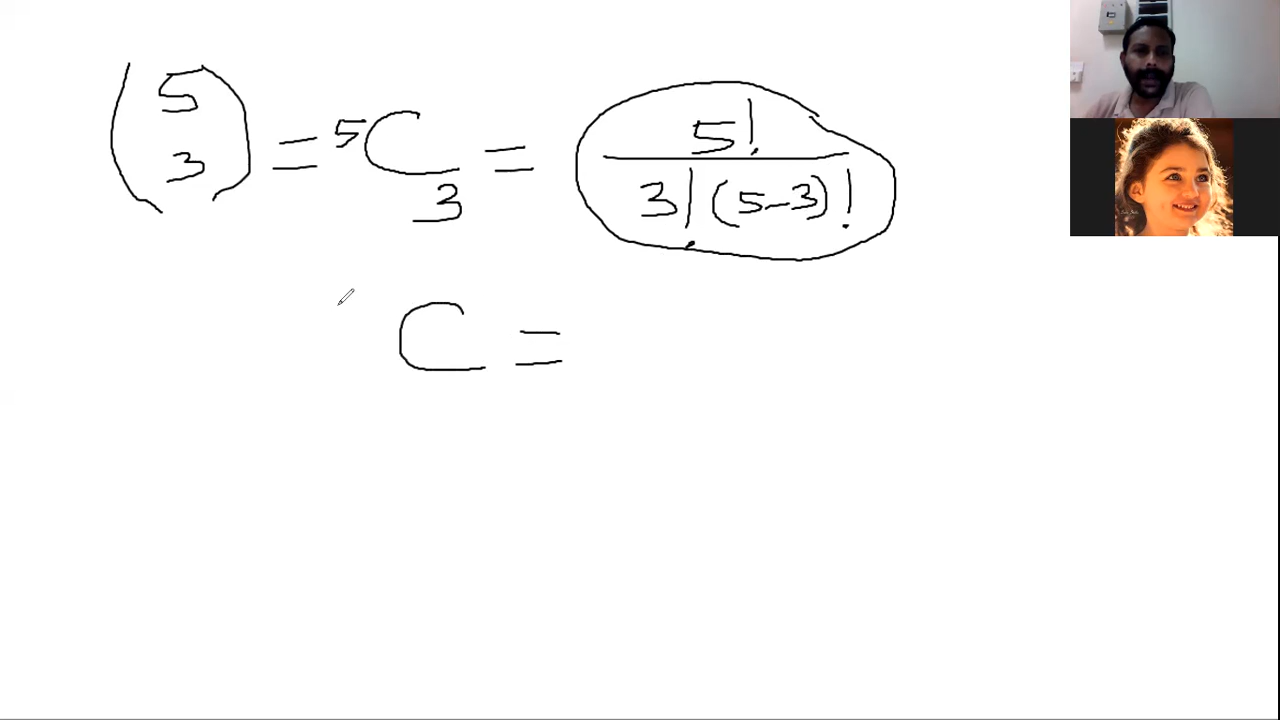 (5 3) = ⁵C₃ = 5! / 3!(5-3)!
C =